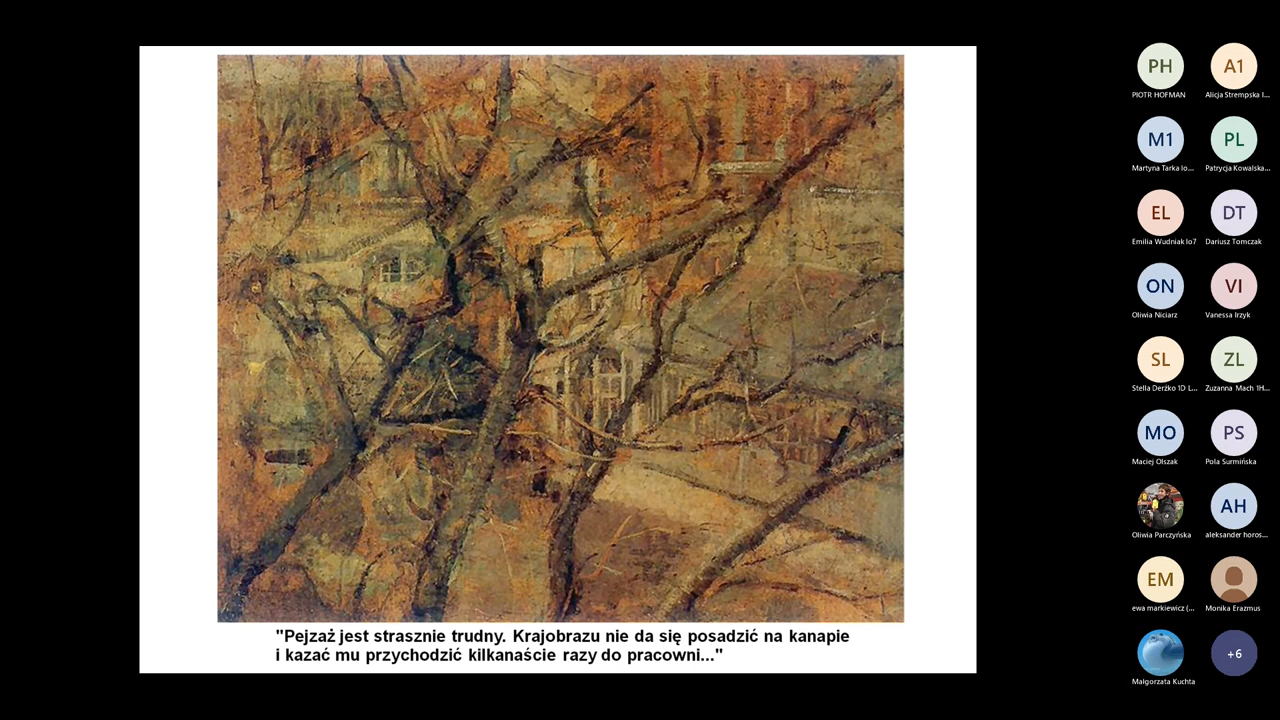 "Pejzaż jest strasznie trudny. Krajobrazu nie da się posadzić na kanapie
i kazać mu przychodzić kilkanaście razy do pracowni..."
PH
PIOTR HOFMAN
A1
Alicja Strempska l...
M1
Martyna Tarka lo...
PL
Patrycja Kowalska...
EL
Emilia Wudniak lo7
DT
Dariusz Tomczak
ON
Oliwia Niciarz
VI
Vanessa Irzyk
SL
Stella Derżko 1D L...
ZL
Zuzanna Mach 1H...
MO
Maciej Olszak
PS
Pola Surmińska
Oliwia Parczyńska
AH
aleksander horos...
EM
ewa markiewicz (...
Monika Erazmus
Małgorzata Kuchta
+6